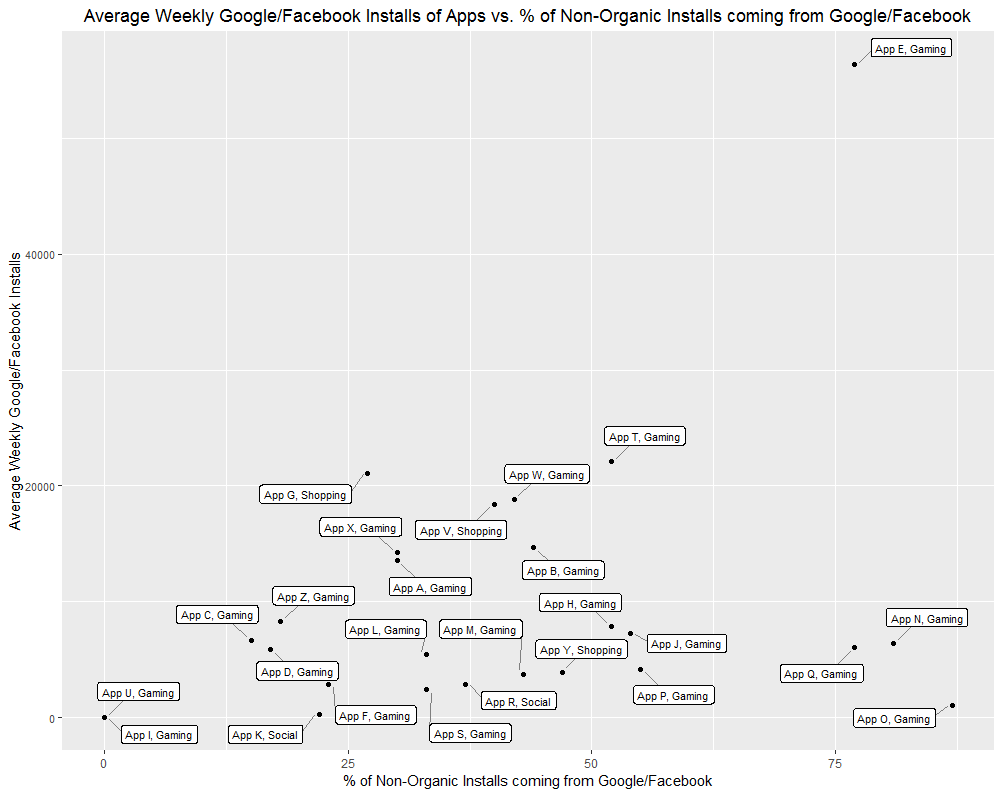 Average Weekly Google/Facebook Installs of Apps vs. % of Non-Organic Installs coming from Google/Facebook
App E, Gaming
40000
App T, Gaming
App W, Gaming
20000
App G, Shopping
App X, Gaming
App V, Shopping
App B, Gaming
App A, Gaming
App Z, Gaming
App H, Gaming
App C, Gaming
App N, Gaming
App L, Gaming
App M, Gaming
App J, Gaming
App Y, Shopping
App D, Gaming
App Q, Gaming
App U, Gaming
App P, Gaming
App R, Social
App F, Gaming
0
App O, Gaming
App I, Gaming
App K, Social
App S, Gaming
0
25
50
75
% of Non-Organic Installs coming from Google/Facebook
Average Weekly Google/Facebook Installs